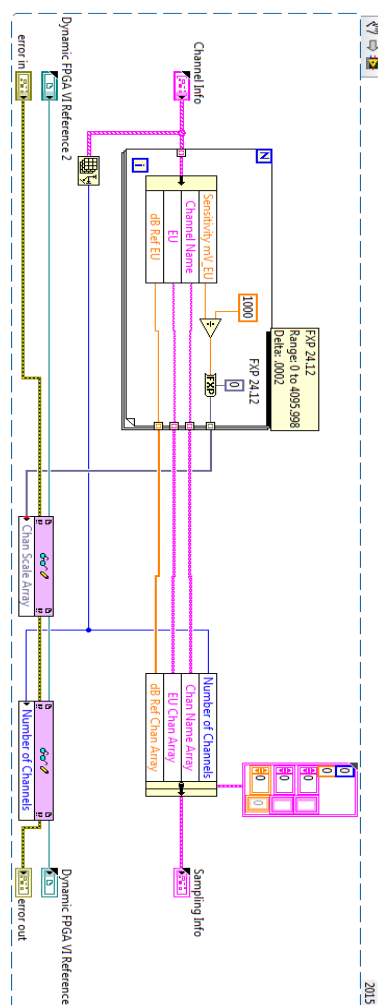 2015
FXP 24.12
Range: 0 to 4095.998
Delta: .0002
N
1000
FXP 24.12
FXP
0
÷
Channel Info
Sensitivity mV_EU
Channel Name
EU
dB Ref EU
i
0
0
0
0
0
0
Number of Channels
Chan Name Array
EU Chan Array
dB Ref Chan Array
Sampling Info
Dynamic FPGA VI Reference 2
Dynamic FPGA VI Reference
error in
Chan Scale Array
Number of Channels
error out